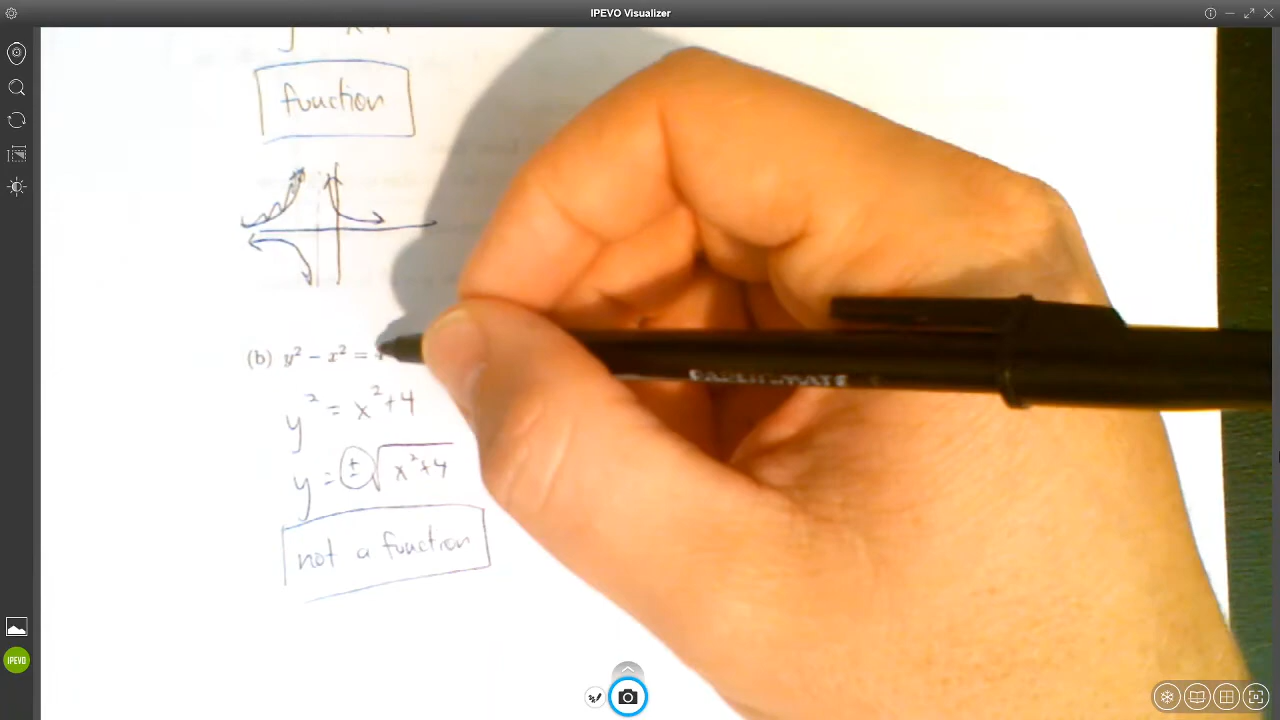 IPEVO Visualizer
function
(b) y² − x² =
y² = x² + 4
y = ± √(x² + 4)
not a function
IPEVO